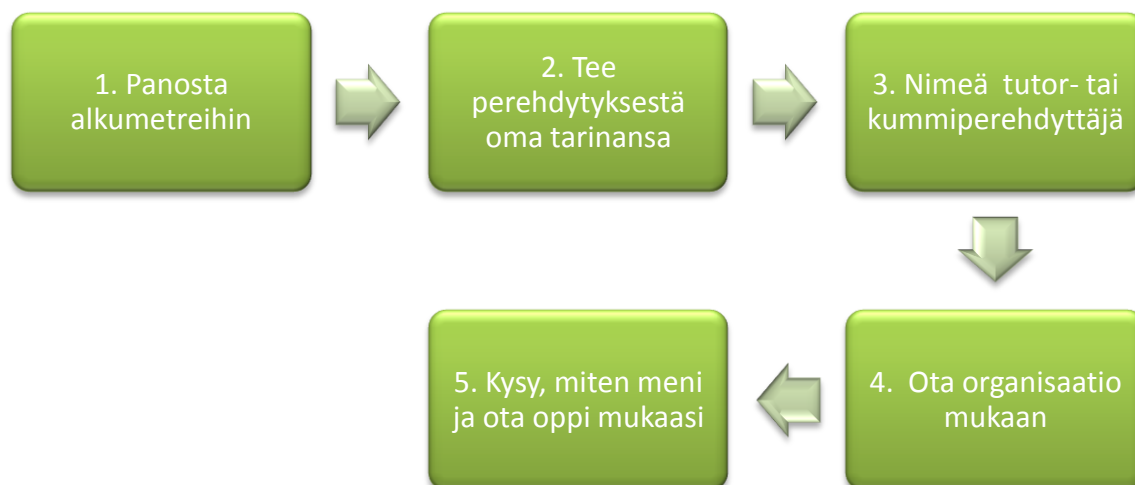 1. Panosta
alkumetreihin
2. Tee
perehdytyksestä
oma tarinansa
3. Nimeä  tutor- tai
kummiperehdyttäjä
4.  Ota organisaatio
mukaan
5. Kysy, miten meni
ja ota oppi mukaasi